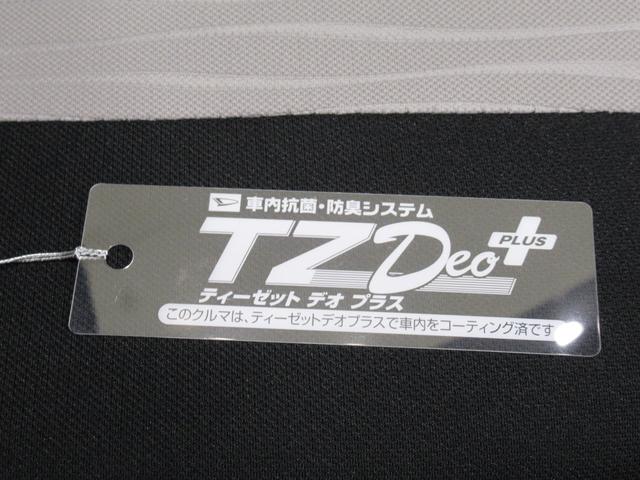 車内抗菌・防臭システム
TZ Deo PLUS
ティーゼット デオ プラス
このクルマは、ティーゼットデオプラスで車内をコーティング済です